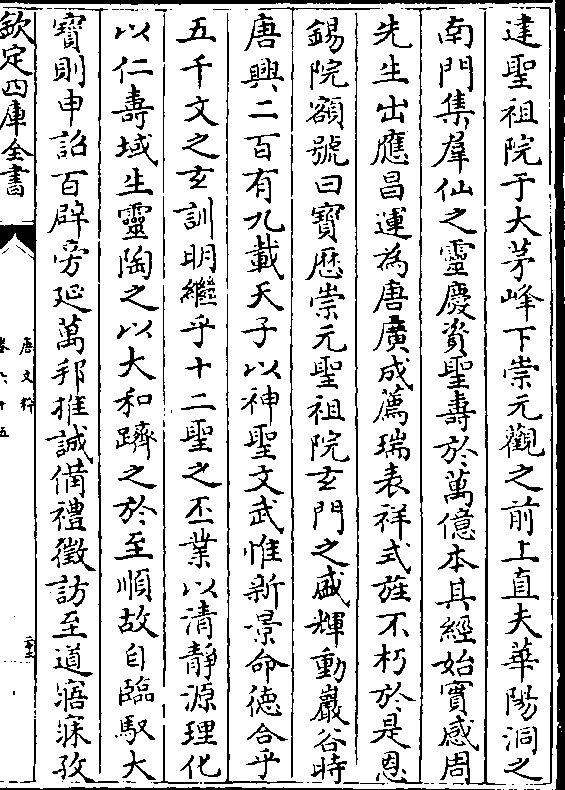 建聖祖院于大茅峰下崇元觀之前上直夫華陽洞之
南門集羣仙之靈慶資聖壽於萬億本其經始實感周
先生出應昌運為唐廣成薦瑞表祥式旌不朽於是恩
錫院額號曰寶歴崇元聖祖院玄門之盛輝動巖谷時
唐興二百有九載天子以神聖文武惟新景命德合乎
五千文之玄訓明繼乎十二聖之丕業以清靜源理化
以仁壽域生靈陶之以大和躋之於至順故自臨馭大
寶則申詔百辟旁延萬邦推誠備禮徵訪至道寤寐孜
欽定四庫全書
唐文粹
卷六十五